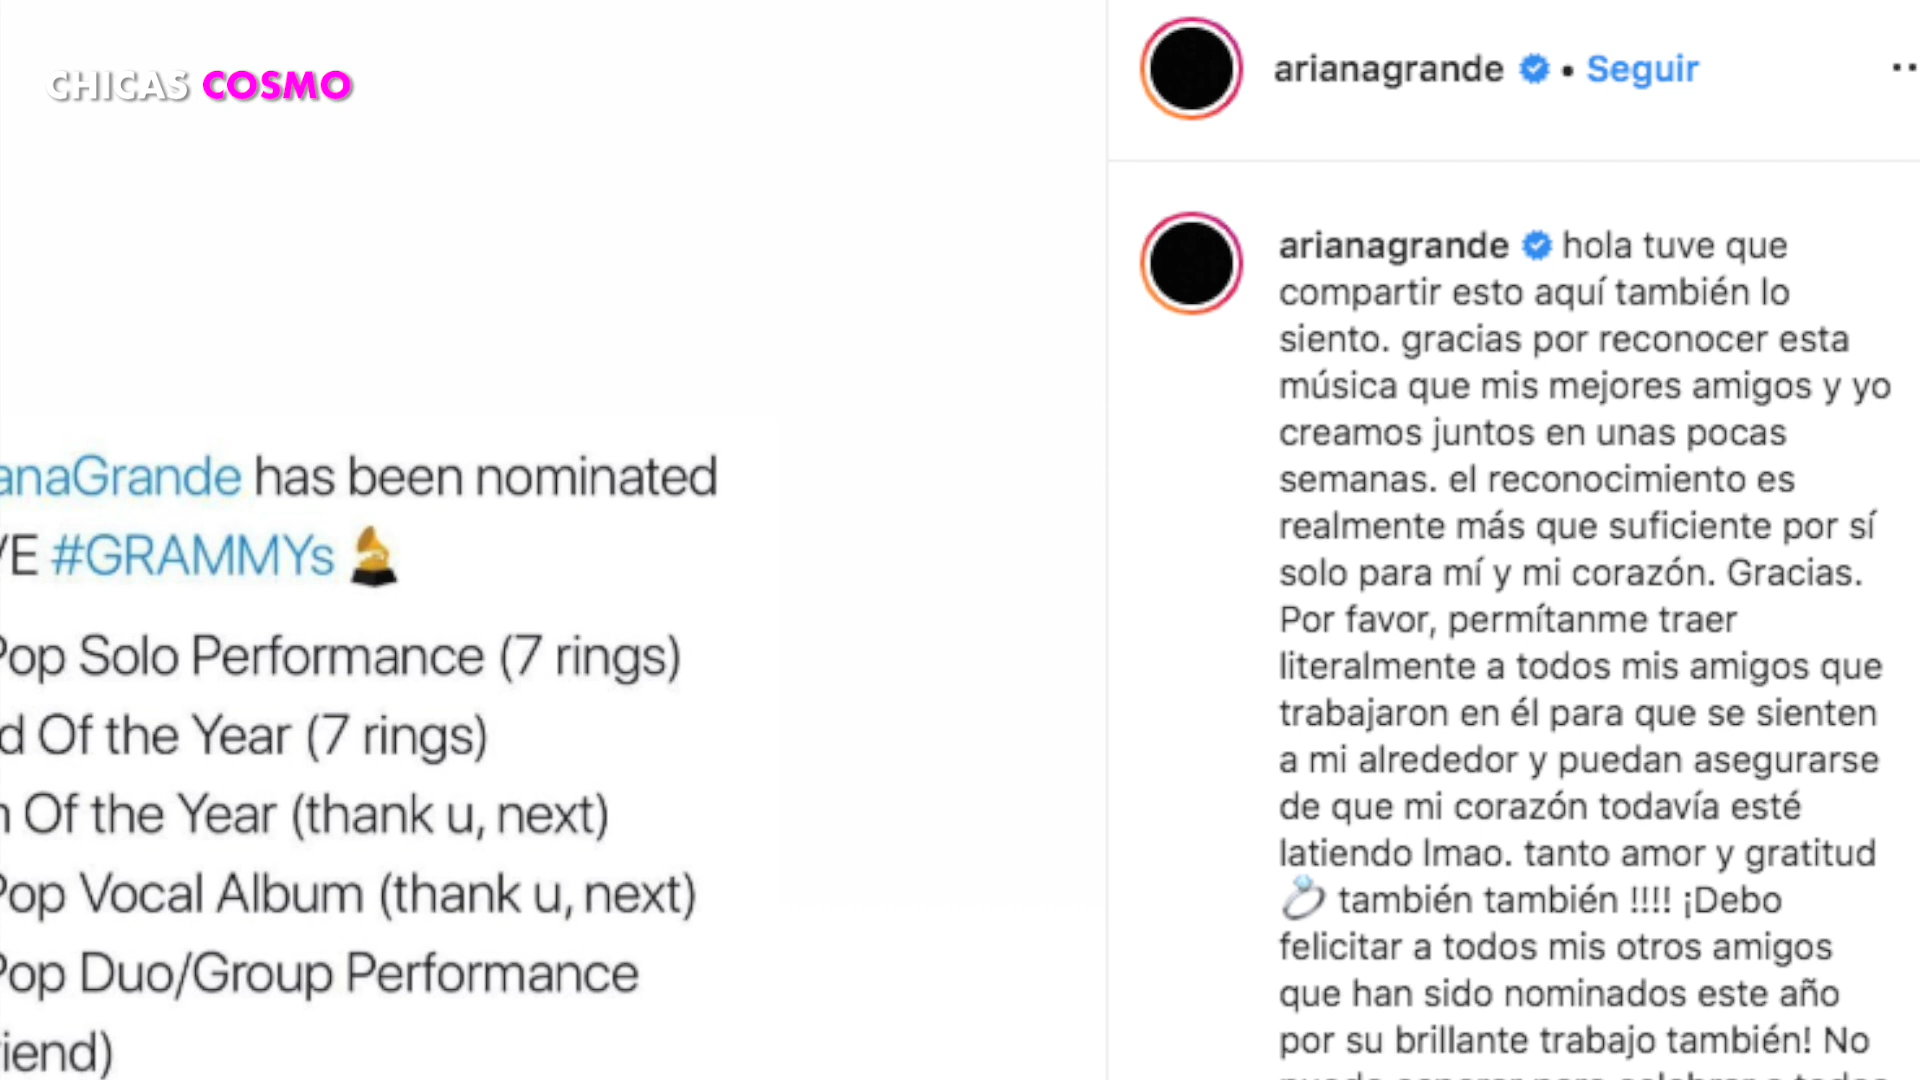 CHICAS COSMO
anaGrande has been nominated
VE #GRAMMYs
Pop Solo Performance (7 rings)
d Of the Year (7 rings)
Of the Year (thank u, next)
Pop Vocal Album (thank u, next)
Pop Duo/Group Performance
riend)
arianagrande • Seguir
arianagrande hola tuve que
compartir esto aquí también lo
siento. gracias por reconocer esta
música que mis mejores amigos y yo
creamos juntos en unas pocas
semanas. el reconocimiento es
realmente más que suficiente por sí
solo para mí y mi corazón. Gracias.
Por favor, permítanme traer
literalmente a todos mis amigos que
trabajaron en él para que se sienten
a mi alrededor y puedan asegurarse
de que mi corazón todavía esté
latiendo lmao. tanto amor y gratitud
también también !!!! ¡Debo
felicitar a todos mis otros amigos
que han sido nominados este año
por su brillante trabajo también! No